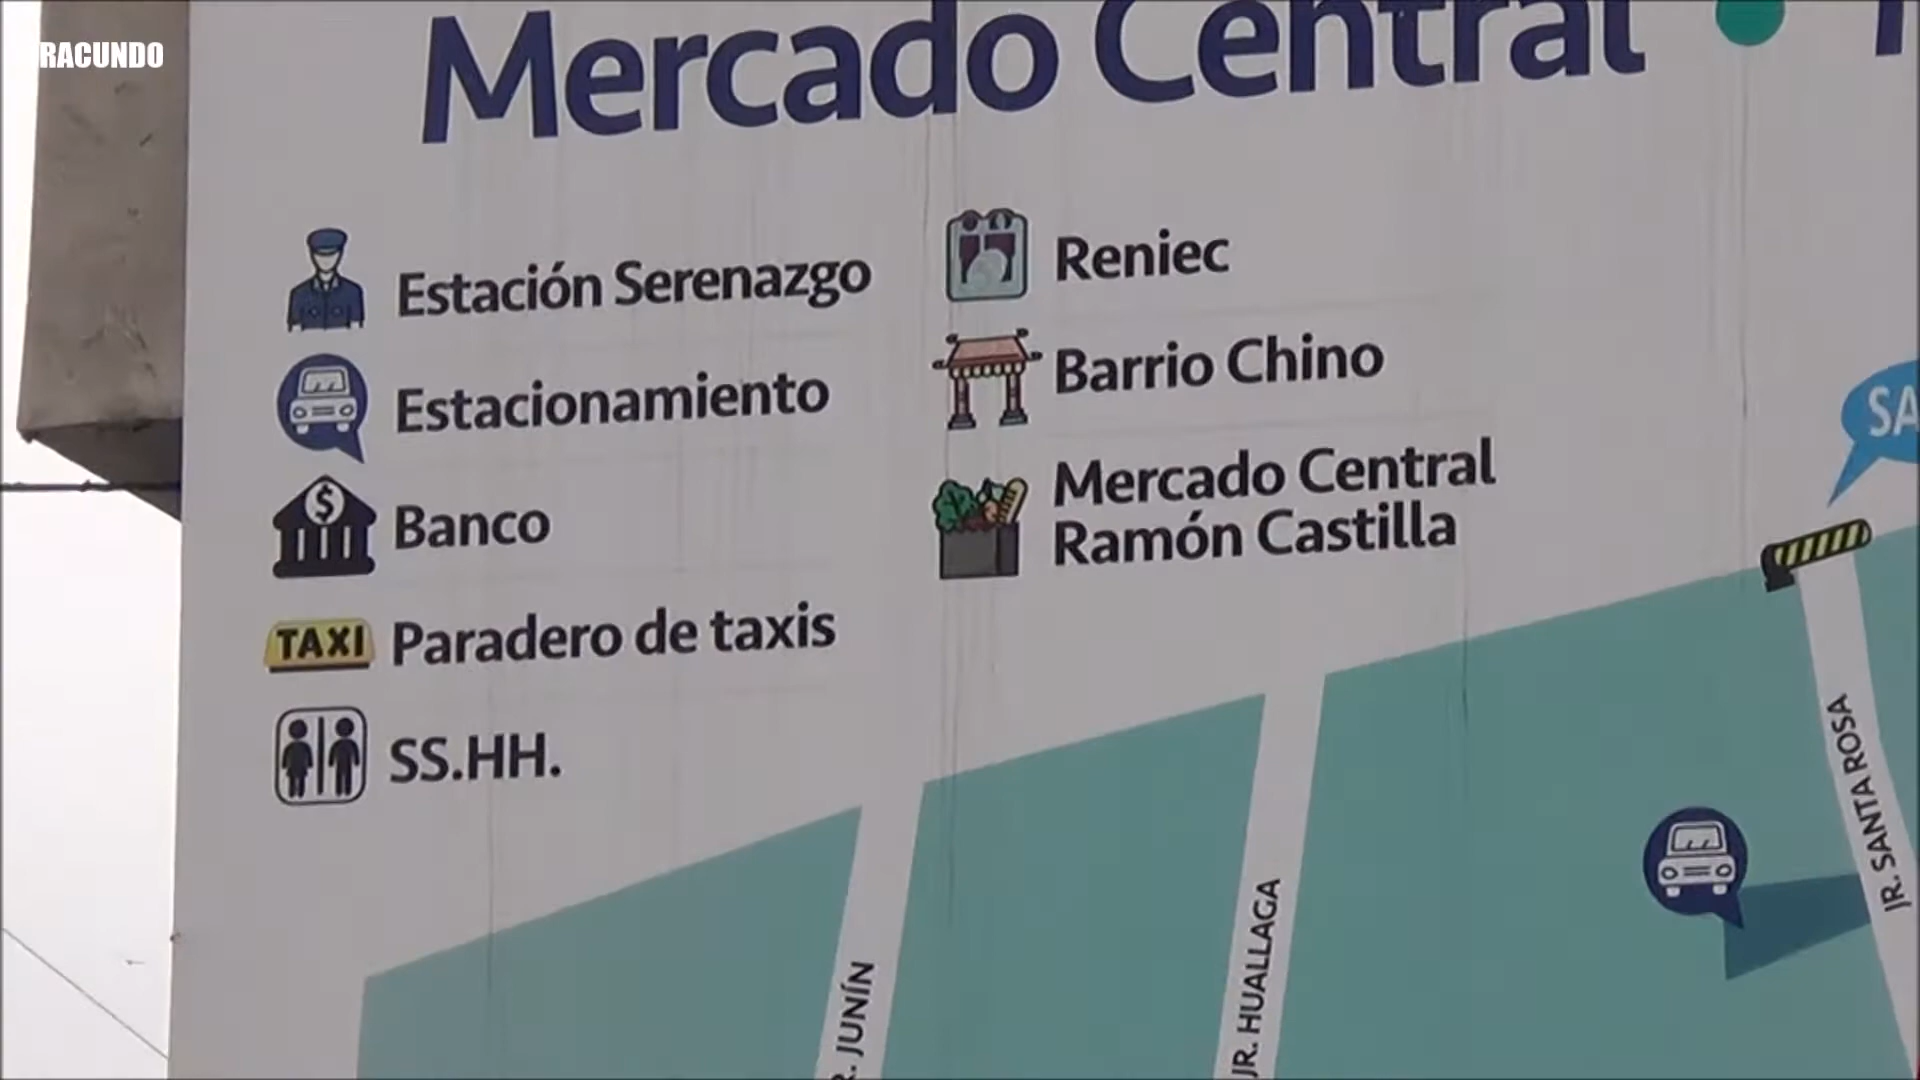 RACUNDO
Mercado Central
Estación Serenazgo
Estacionamiento
$
Banco
TAXI Paradero de taxis
SS.HH.
Reniec
Barrio Chino
Mercado Central
Ramón Castilla
SA
JR. SANTA ROSA
JR. HUALLAGA
R. JUNÍN